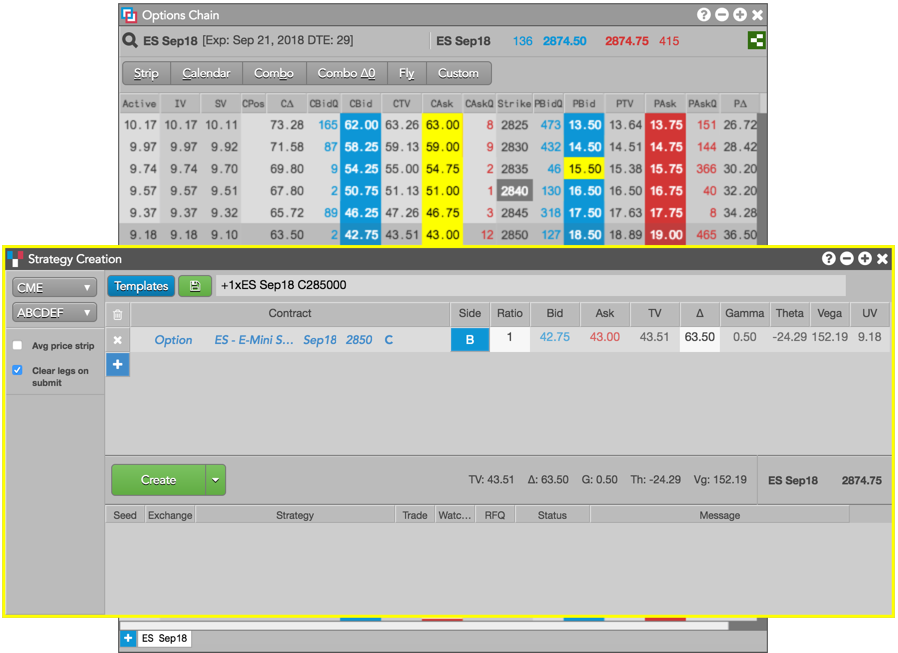 Options Chain
ES Sep18 [Exp: Sep 21, 2018 DTE: 29] ES Sep18 136 2874.50 2874.75 415
Strip Calendar Combo Combo Δ0 Fly Custom
Active IV SV CPos CΔ CBidQ CBid CTV CAsk CAskQ Strike PBidQ PBid PTV PAsk PAskQ PΔ
10.17 10.17 10.11 73.28 165 62.00 63.26 63.00 8 2825 473 13.50 13.64 13.75 151 26.72
9.97 9.97 9.92 71.58 87 58.25 59.13 59.00 9 2830 432 14.50 14.51 14.75 144 28.42
9.74 9.74 9.70 69.80 9 54.25 55.00 54.75 2 2835 46 15.50 15.38 15.75 366 30.20
9.57 9.57 9.51 67.80 2 50.75 51.13 51.00 1 2840 130 16.50 16.50 16.75 40 32.20
9.37 9.37 9.32 65.72 89 46.25 47.26 46.75 3 2845 318 17.50 17.63 17.75 8 34.28
9.18 9.18 9.10 63.50 2 42.75 43.51 43.00 12 2850 127 18.50 18.89 19.00 465 36.50
Strategy Creation
CME Templates +1xES Sep18 C285000
ABCDEF Contract Side Ratio Bid Ask TV Δ Gamma Theta Vega UV
Avg price strip Option ES - E-Mini S... Sep18 2850 C B 1 42.75 43.00 43.51 63.50 0.50 -24.29 152.19 9.18
Clear legs on
submit
Create TV: 43.51 Δ: 63.50 G: 0.50 Th: -24.29 Vg: 152.19 ES Sep18 2874.75
Seed Exchange Strategy Trade Watc... RFQ Status Message
ES Sep18